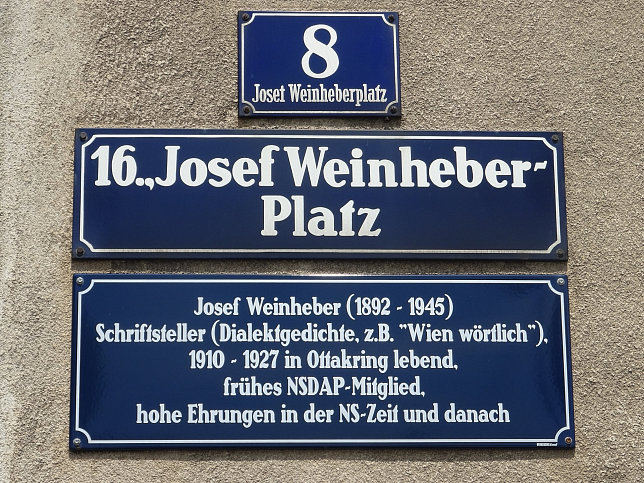 8
Josef Weinheberplatz
16.,Josef Weinheber-
Platz
Josef Weinheber (1892 - 1945)
Schriftsteller (Dialektgedichte, z.B. "Wien wörtlich"),
1910 - 1927 in Ottakring lebend,
frühes NSDAP-Mitglied,
hohe Ehrungen in der NS-Zeit und danach